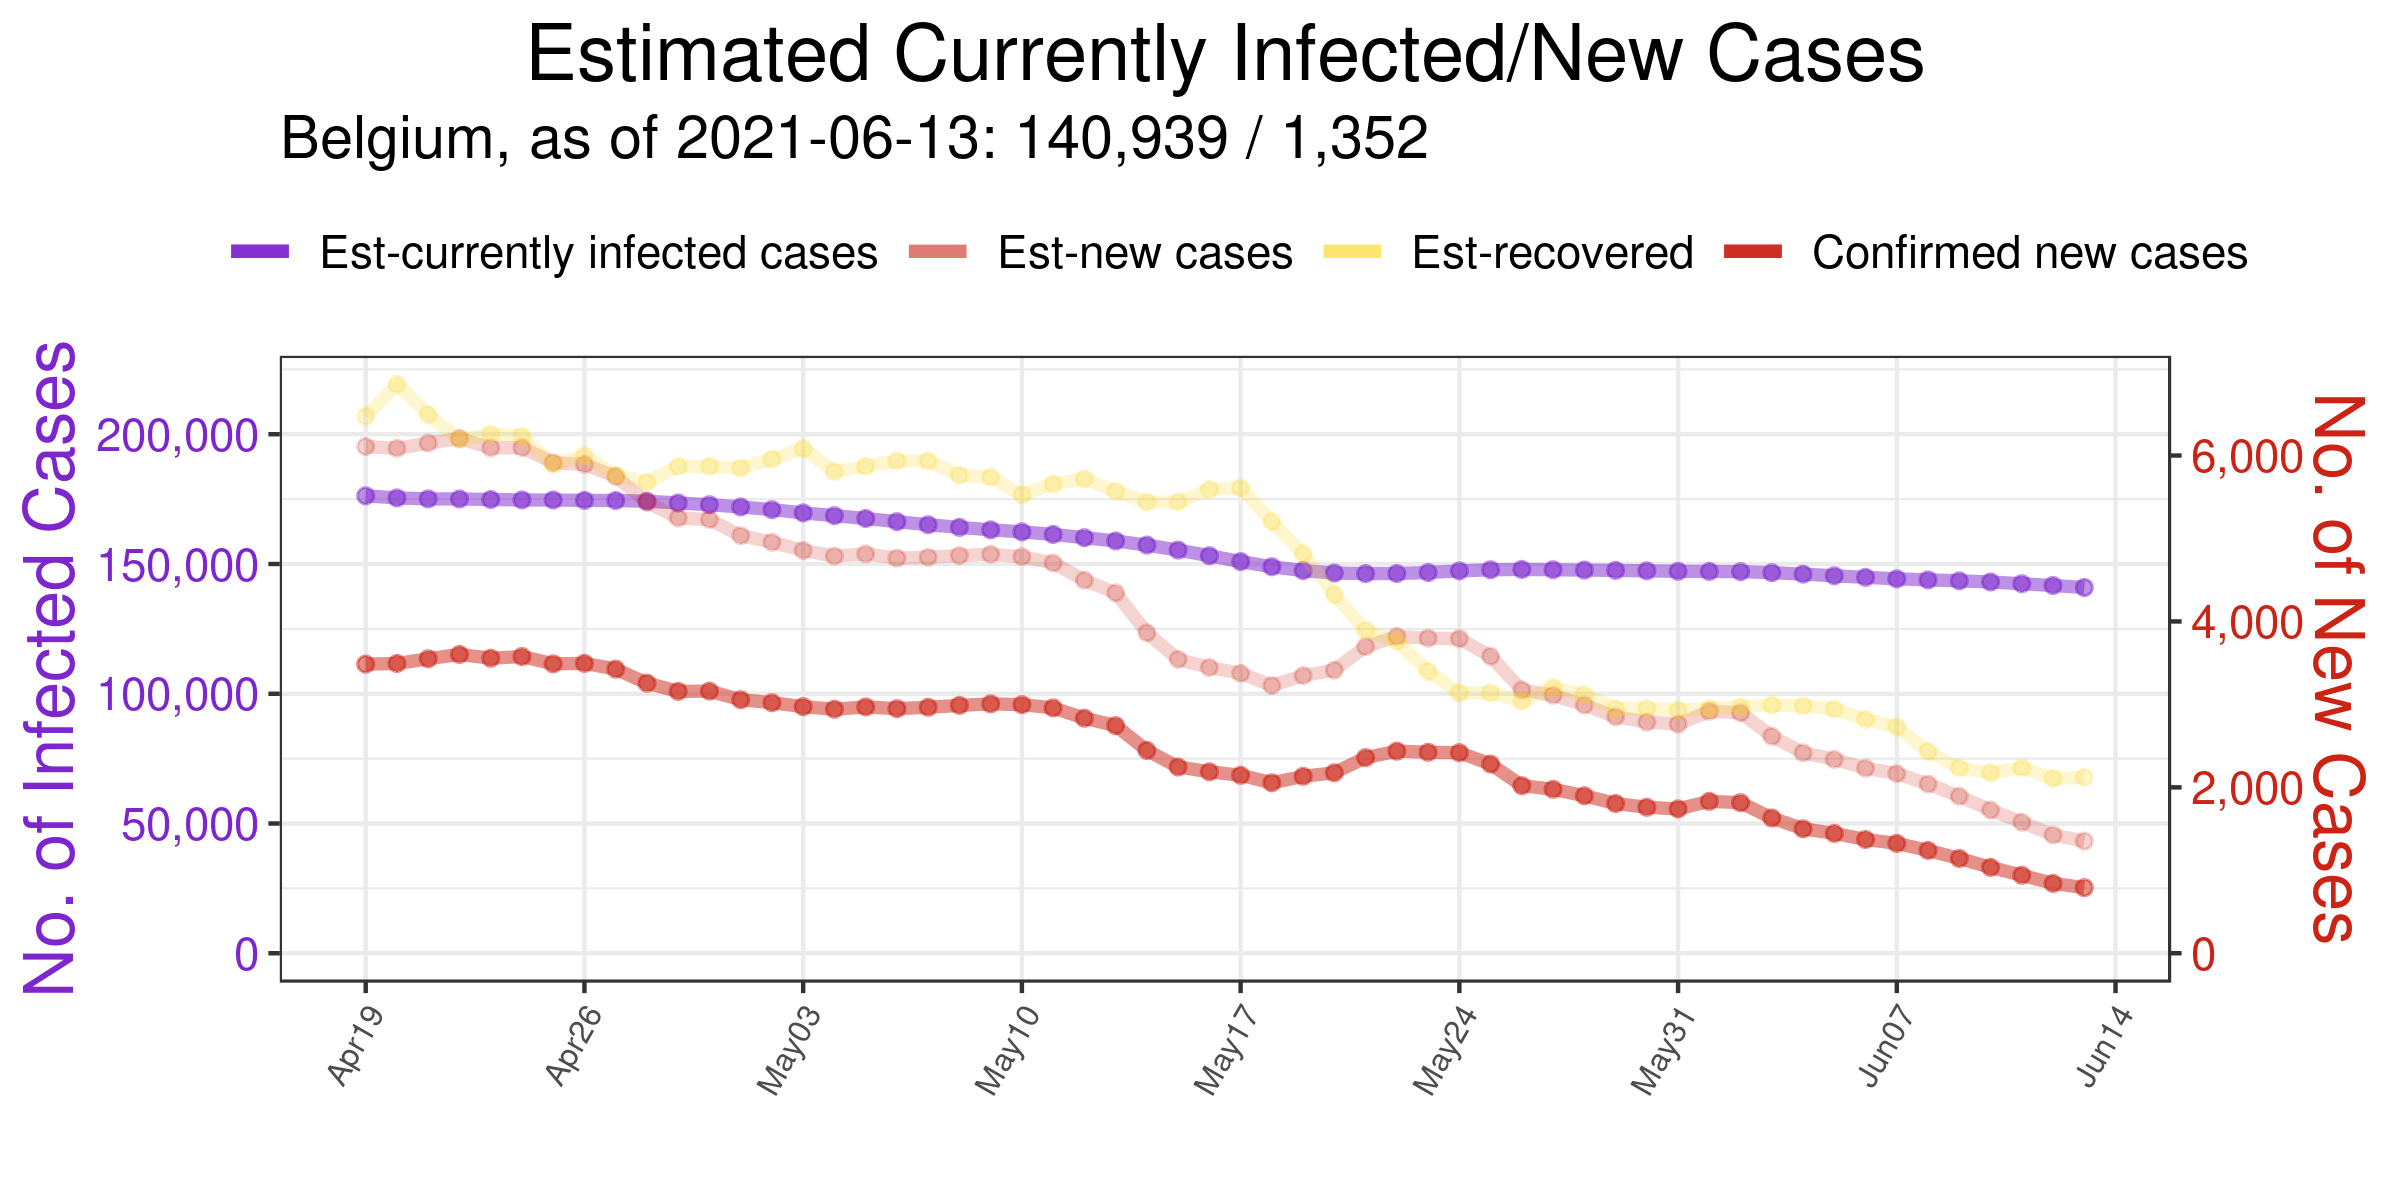 Estimated Currently Infected/New Cases
Belgium, as of 2021-06-13: 140,939 / 1,352
Est-currently infected cases Est-new cases Est-recovered Confirmed new cases
No. of Infected Cases
200,000
150,000
100,000
50,000
0
6,000
4,000
2,000
0
No. of New Cases
Apr19 Apr26 May03 May10 May17 May24 May31 Jun07 Jun14